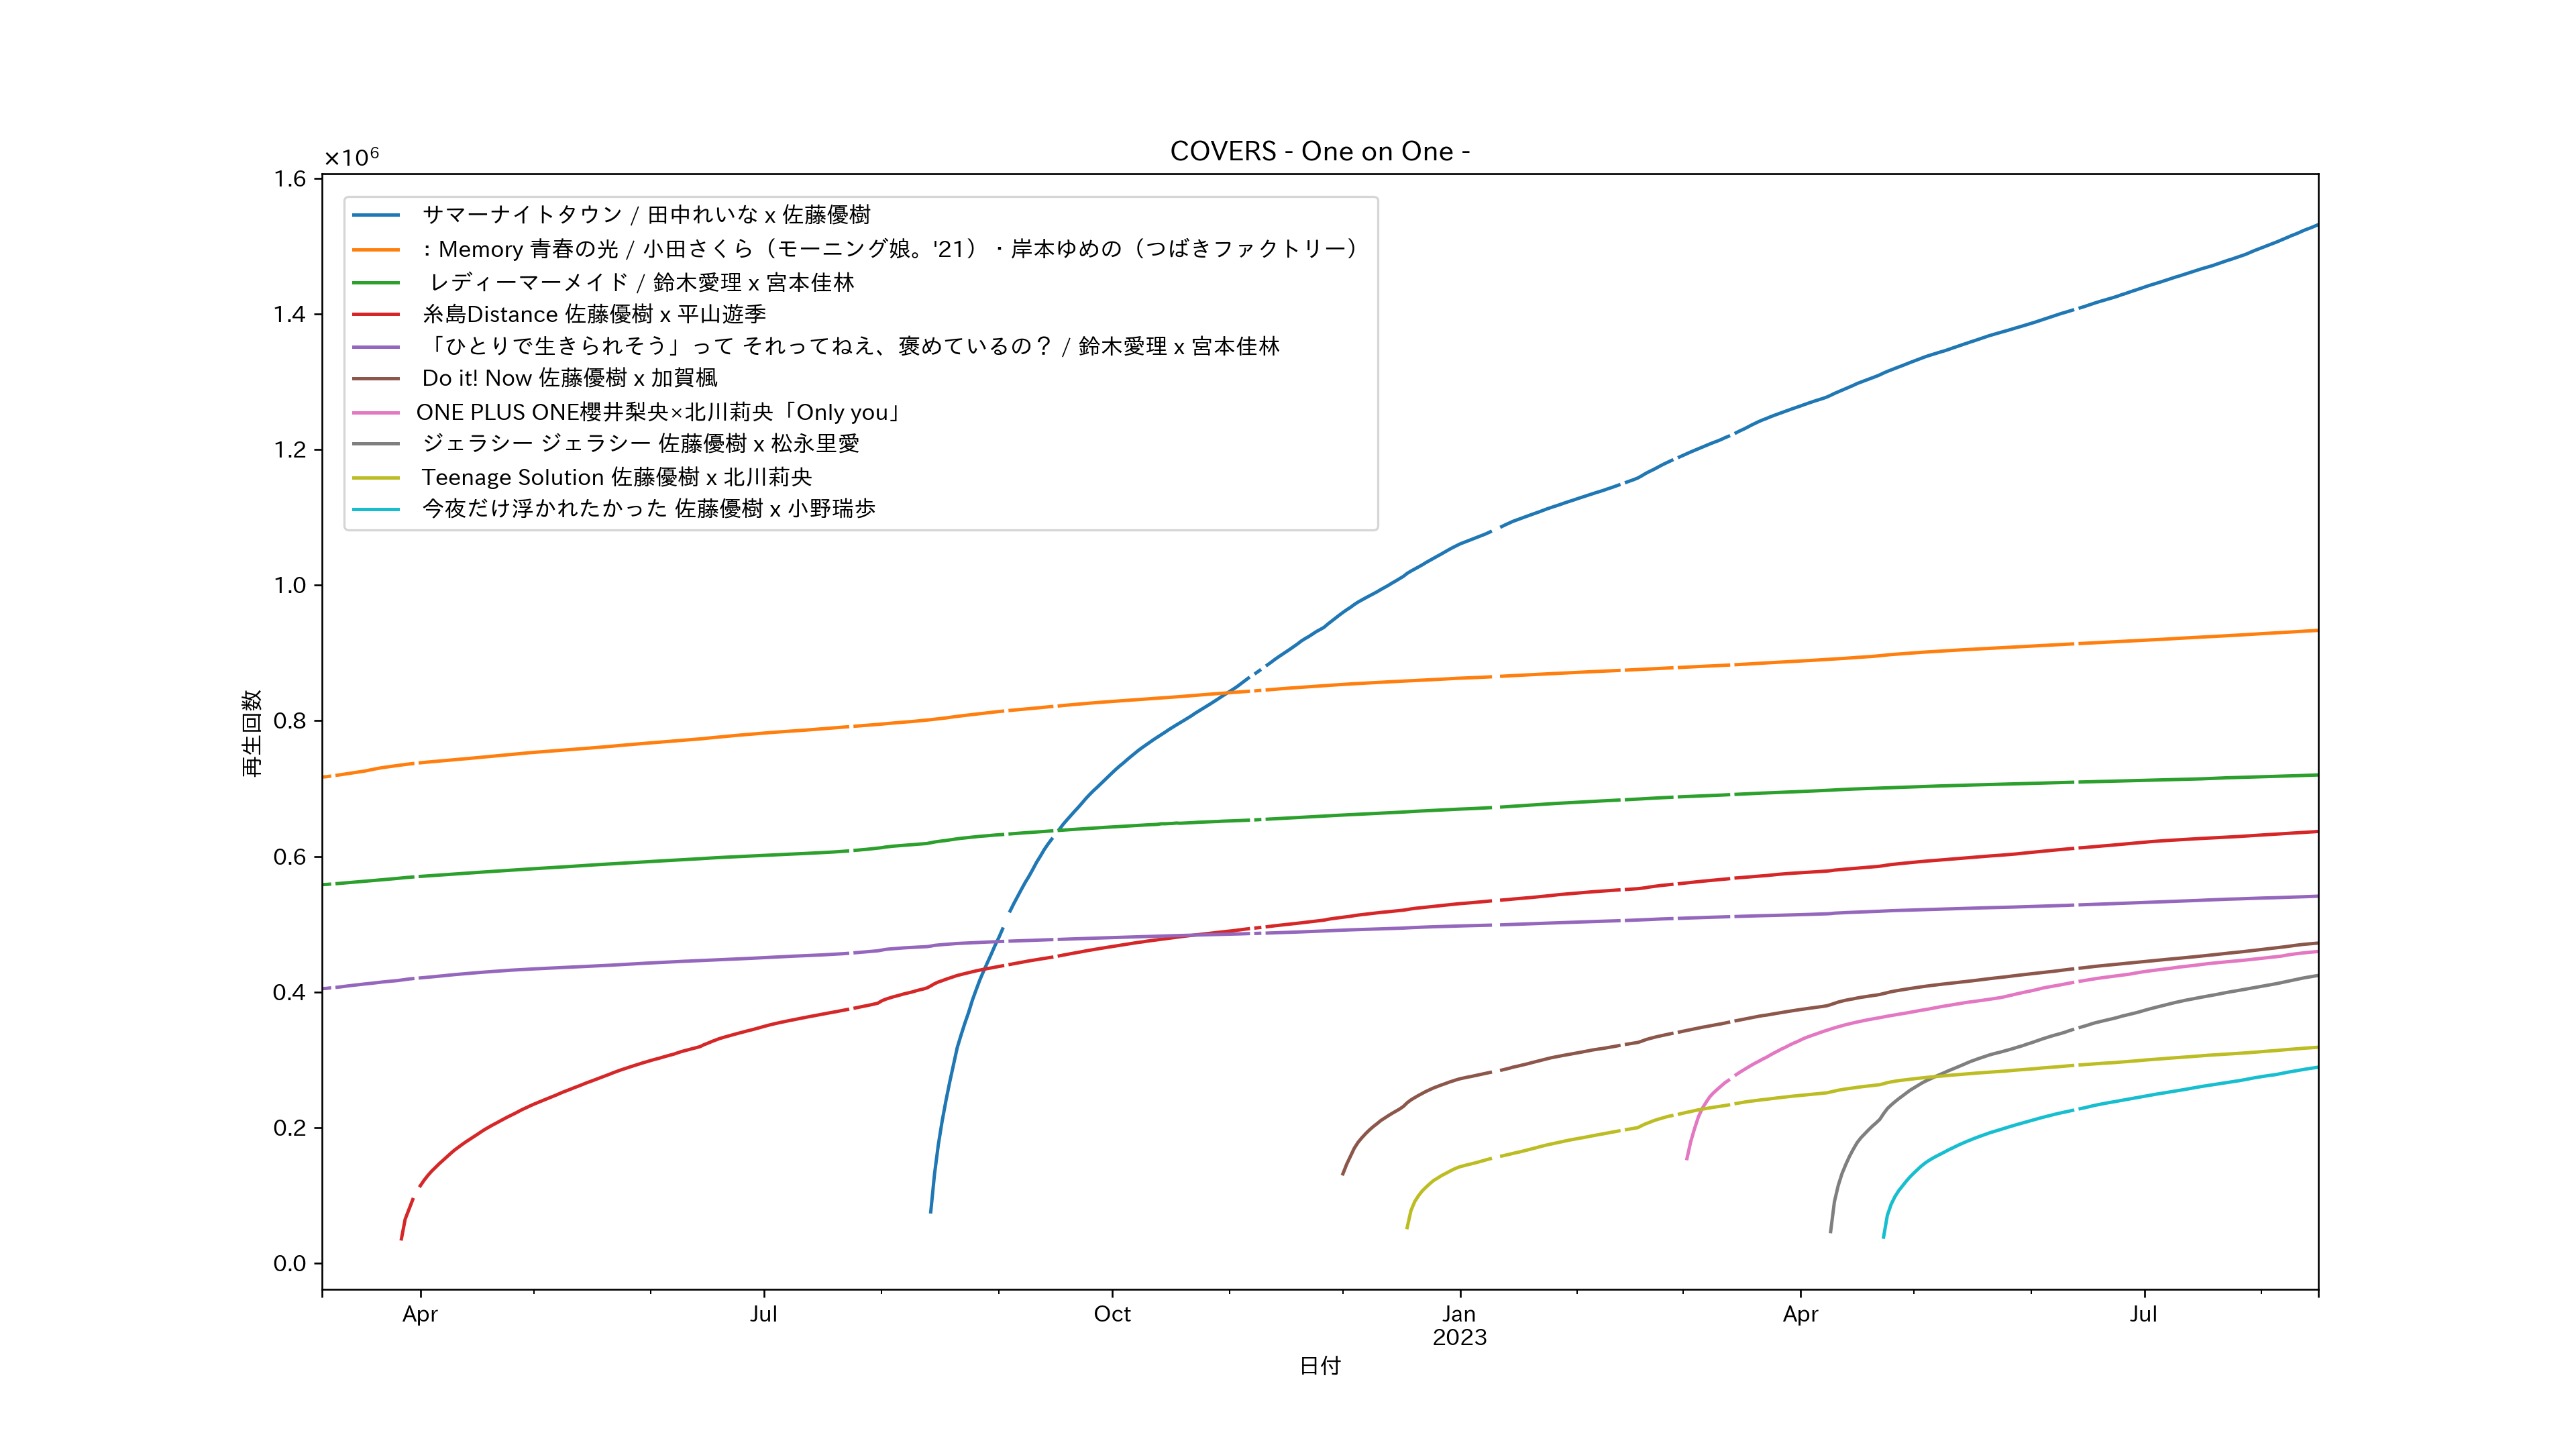 COVERS - One on One -
×10⁶
1.6
1.4
1.2
1.0
0.8
0.6
0.4
0.2
0.0
再生回数
サマーナイトタウン / 田中れいな x 佐藤優樹
: Memory 青春の光 / 小田さくら（モーニング娘。'21）・岸本ゆめの（つばきファクトリー）
レディーマーメイド / 鈴木愛理 x 宮本佳林
糸島Distance 佐藤優樹 x 平山遊季
「ひとりで生きられそう」って それってねえ、褒めているの？ / 鈴木愛理 x 宮本佳林
Do it! Now 佐藤優樹 x 加賀楓
ONE PLUS ONE櫻井梨央×北川莉央「Only you」
ジェラシー ジェラシー 佐藤優樹 x 松永里愛
Teenage Solution 佐藤優樹 x 北川莉央
今夜だけ浮かれたかった 佐藤優樹 x 小野瑞歩
Apr Jul Oct Jan Apr Jul
2023
日付